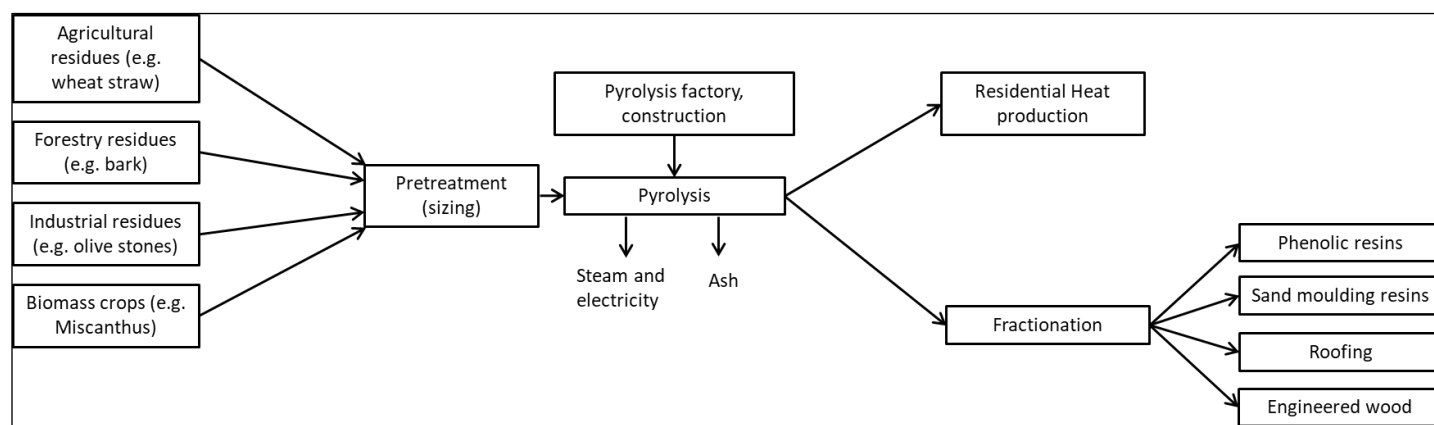 Agricultural
residues (e.g.
wheat straw)
Forestry residues
(e.g. bark)
Industrial residues
(e.g. olive stones)
Biomass crops (e.g.
Miscanthus)
Pretreatment
(sizing)
Pyrolysis factory,
construction
Pyrolysis
Steam and
electricity
Ash
Residential Heat
production
Fractionation
Phenolic resins
Sand moulding resins
Roofing
Engineered wood